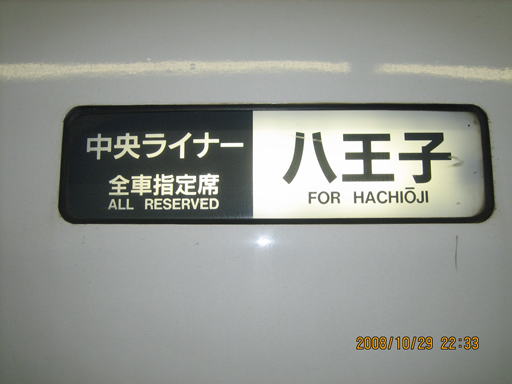 中央ライナー
全車指定席
ALL RESERVED
八王子
FOR HACHIŌJI
2008/10/29 22:33